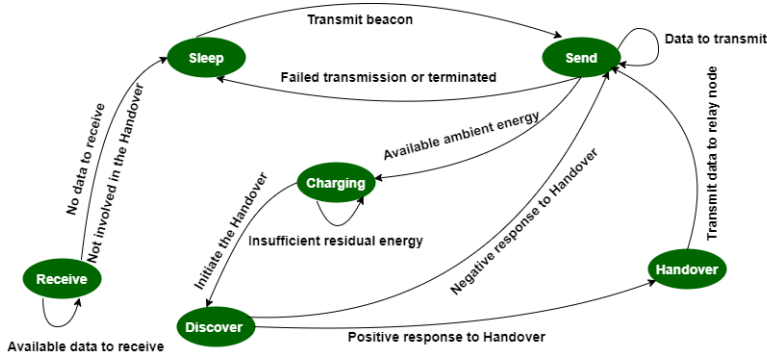 Transmit beacon
Sleep
Send
Data to transmit
Failed transmission or terminated
No data to receive
Not involved in the Handover
Available ambient energy
Transmit data to relay node
Charging
Initiate the Handover
Insufficient residual energy
Negative response to Handover
Receive
Handover
Discover
Positive response to Handover
Available data to receive